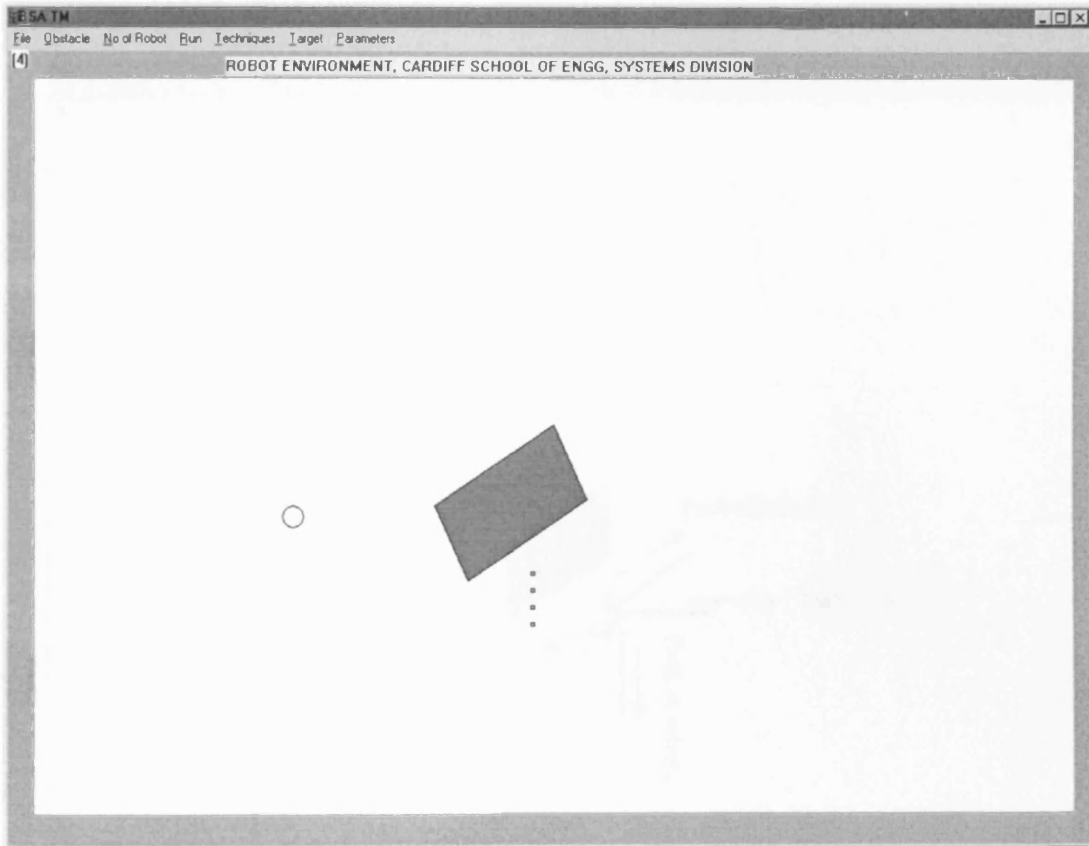 EBSA TM
File Obstacle No of Robot Run Techniques Target Parameters
[4]
ROBOT ENVIRONMENT, CARDIFF SCHOOL OF ENGG, SYSTEMS DIVISION